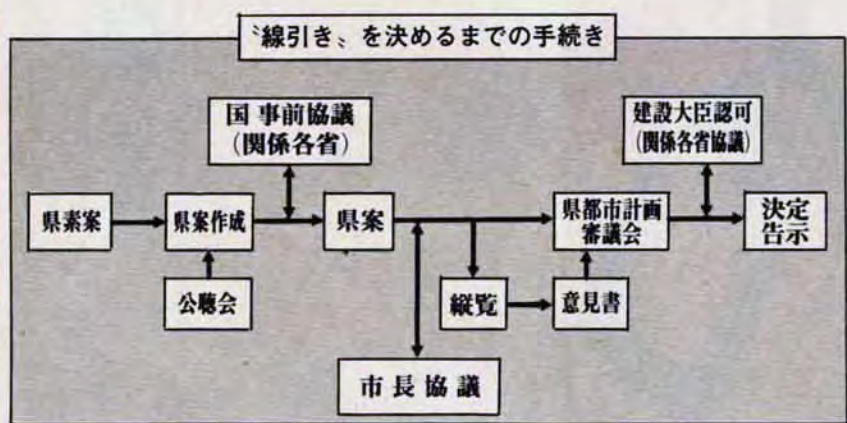 〝線引き〟を決めるまでの手続き
国 事前協議
(関係各省)
建設大臣認可
(関係各省協議)
県素案
県案作成
県案
県都市計画
審議会
決定
告示
公聴会
縦覧
意見書
市長協議